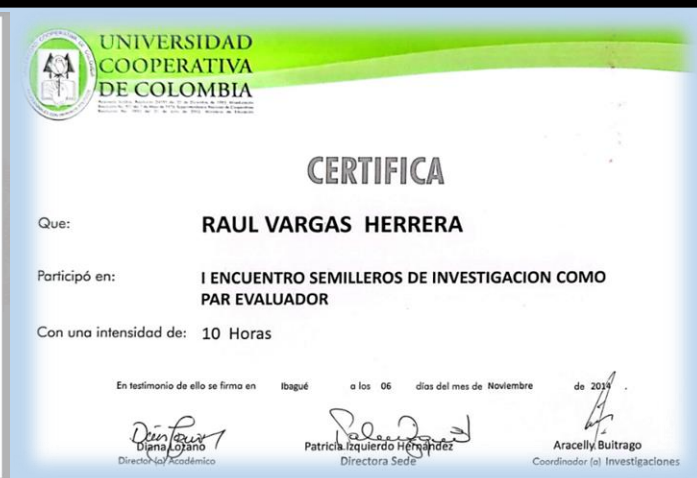 UNIVERSIDAD
COOPERATIVA
DE COLOMBIA
CERTIFICA
Que: RAUL VARGAS HERRERA
Participó en: I ENCUENTRO SEMILLEROS DE INVESTIGACION COMO
PAR EVALUADOR
Con una intensidad de: 10 Horas
En testimonio de ello se firma en Ibagué a los 06 días del mes de Noviembre de 2014 .
Diana Lozano Patricia Izquierdo Hernández Aracelly Buitrago
Director (a) Académico Directora Sede Coordinador (a) Investigaciones